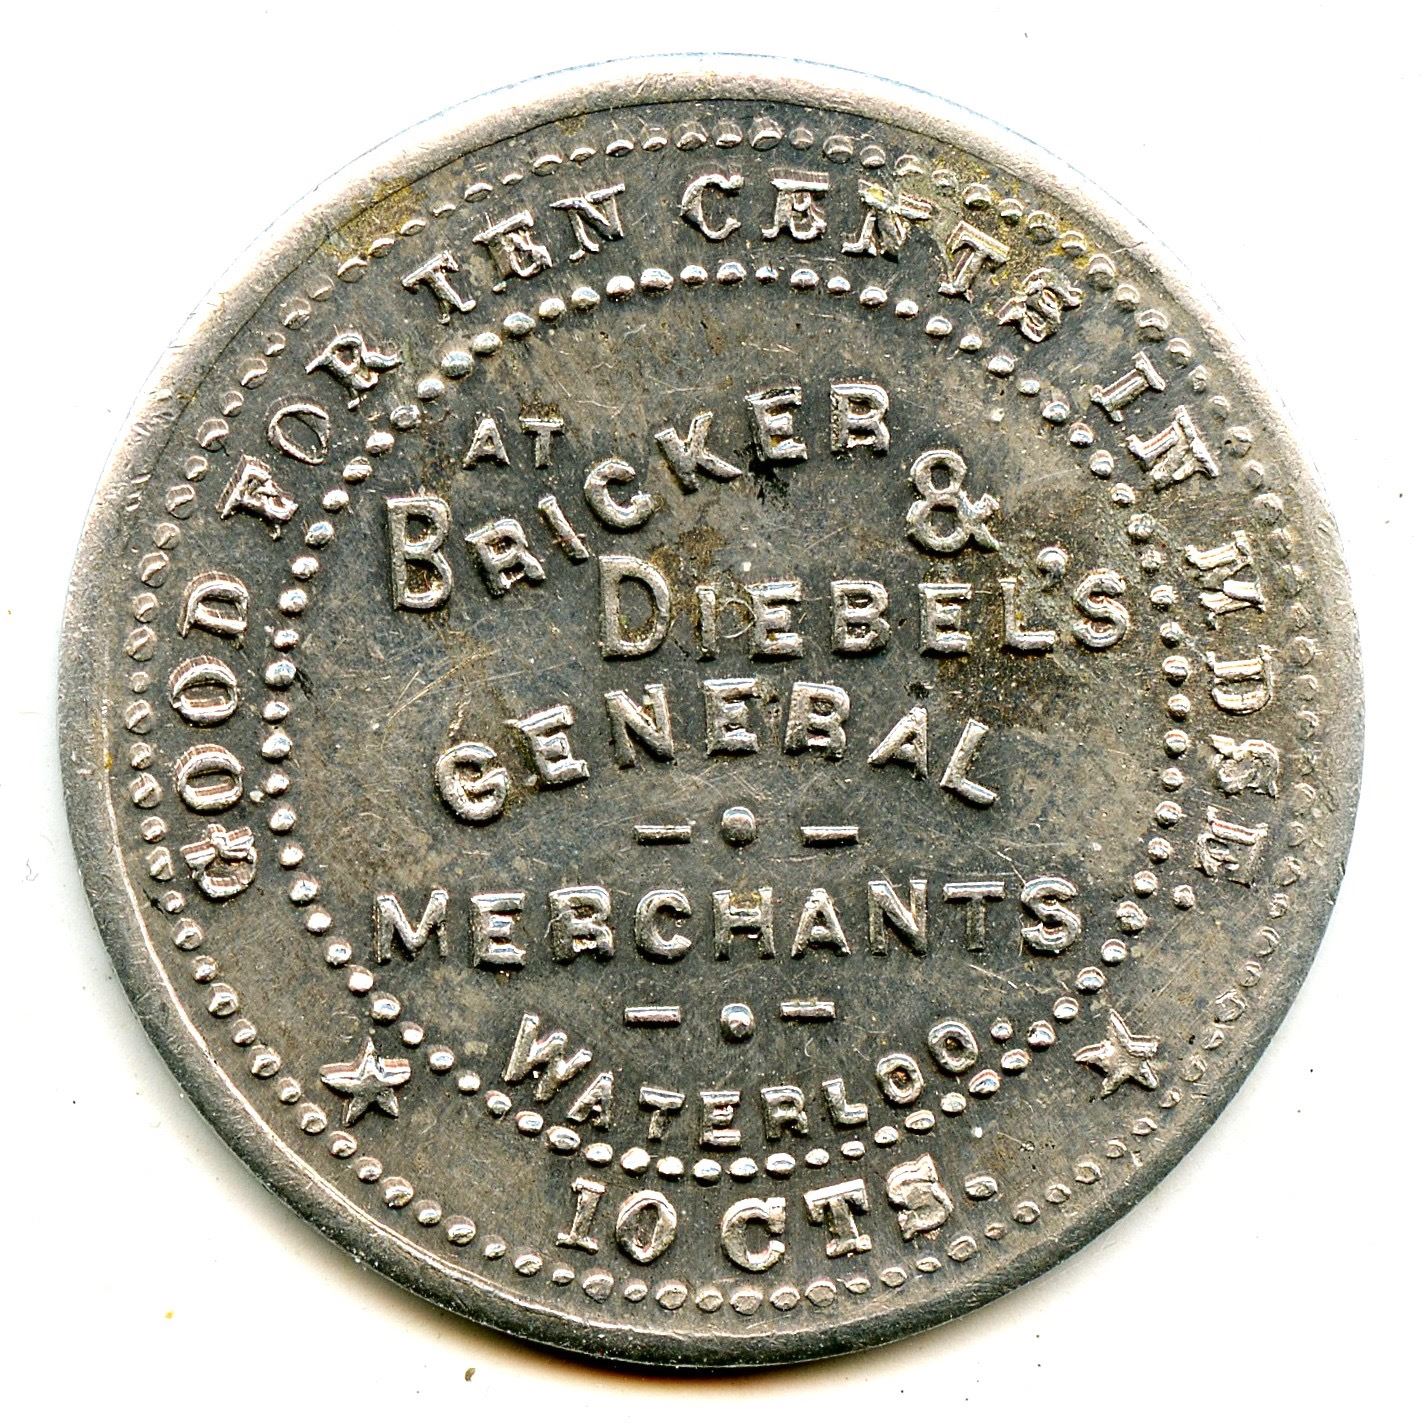 GOOD FOR TEN CENTS IN MDSE.
AT
BRICKER &
DIEBEL'S
GENERAL
MERCHANTS
WATERLOO
10 CTS.